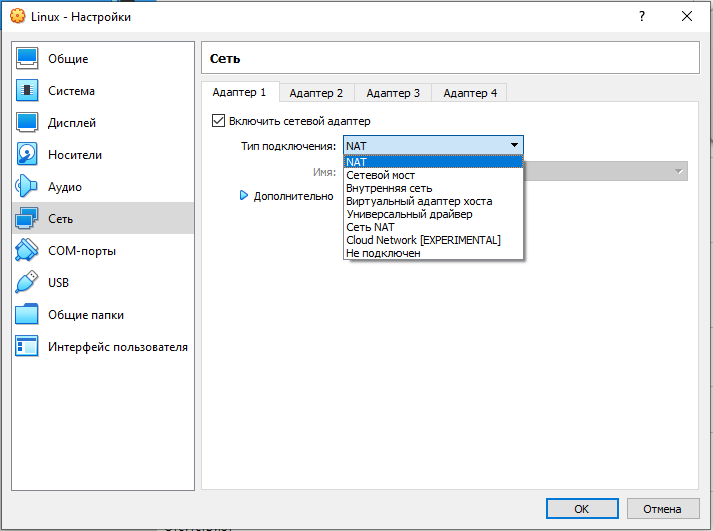 Linux - Настройки
?
Общие
Система
Дисплей
Носители
Аудио
Сеть
COM-порты
USB
Общие папки
Интерфейс пользователя
Сеть
Адаптер 1 Адаптер 2 Адаптер 3 Адаптер 4
Включить сетевой адаптер
Тип подключения: NAT
Имя:
Дополнительно
NAT
Сетевой мост
Внутренняя сеть
Виртуальный адаптер хоста
Универсальный драйвер
Сеть NAT
Cloud Network [EXPERIMENTAL]
Не подключен
OK Отмена